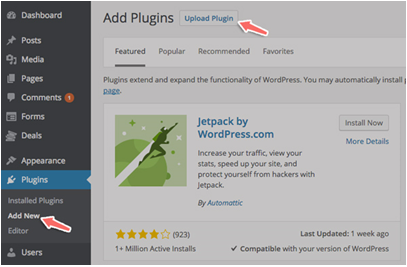 Dashboard
Posts
Media
Pages
Comments 1
Forms
Deals
Appearance
Plugins
Installed Plugins
Add New
Editor
Users
Add Plugins Upload Plugin
Featured Popular Recommended Favorites
Plugins extend and expand the functionality of WordPress. You may automatically install
page.
Jetpack by
WordPress.com
Install Now
More Details
Increase your traffic, view your
stats, speed up your site, and
protect yourself from hackers with
Jetpack.
By Automattic
(923)
1+ Million Active Installs
Last Updated: 1 week ago
Compatible with your version of WordPress